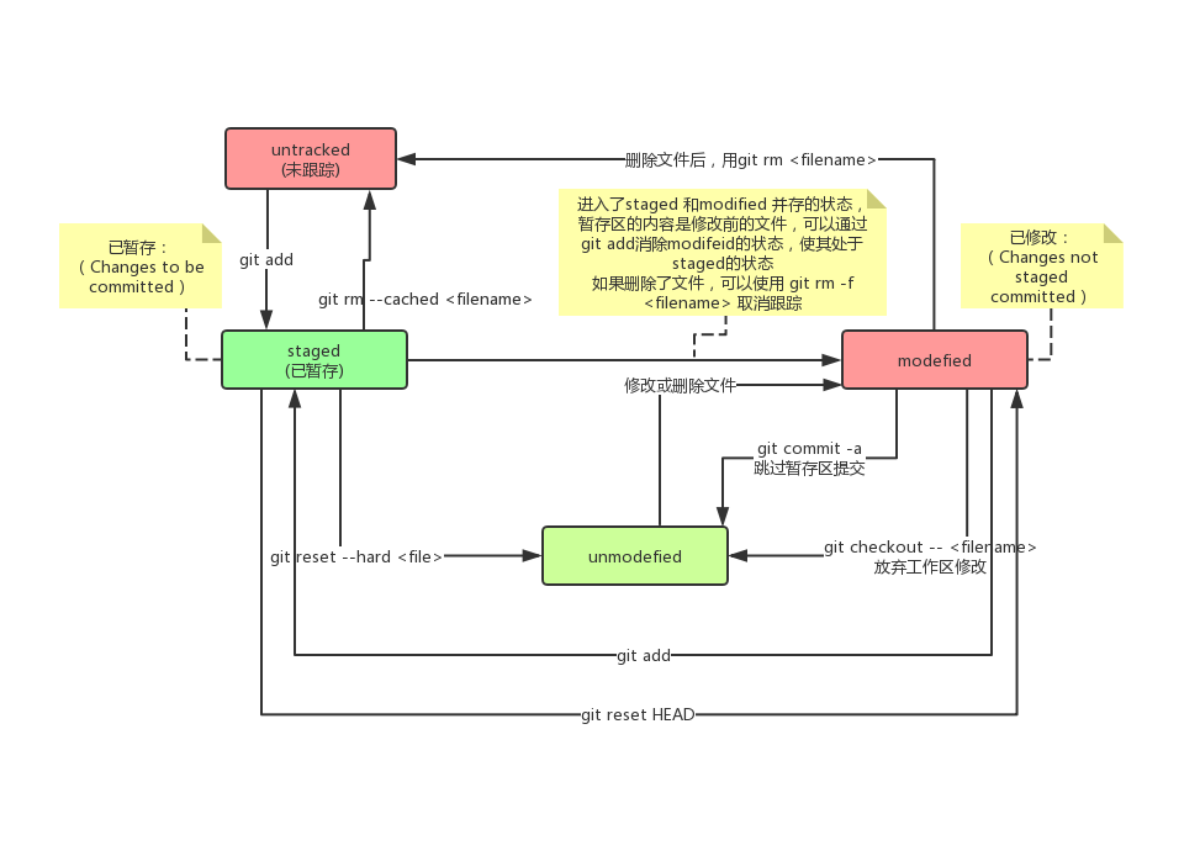 untracked
(未跟踪)
删除文件后，用git rm <filename>
进入了staged 和modified 并存的状态，
暂存区的内容是修改前的文件，可以通过
git add消除modifeid的状态，使其处于
staged的状态
如果删除了文件，可以使用 git rm -f
<filename> 取消跟踪
已暂存：
（ Changes to be
committed ）
已修改：
（ Changes not
staged
committed ）
git add
git rm --cached <filename>
staged
(已暂存)
modefied
修改或删除文件
git commit -a
跳过暂存区提交
git reset --hard <file>
unmodefied
git checkout -- <filename>
放弃工作区修改
git add
git reset HEAD